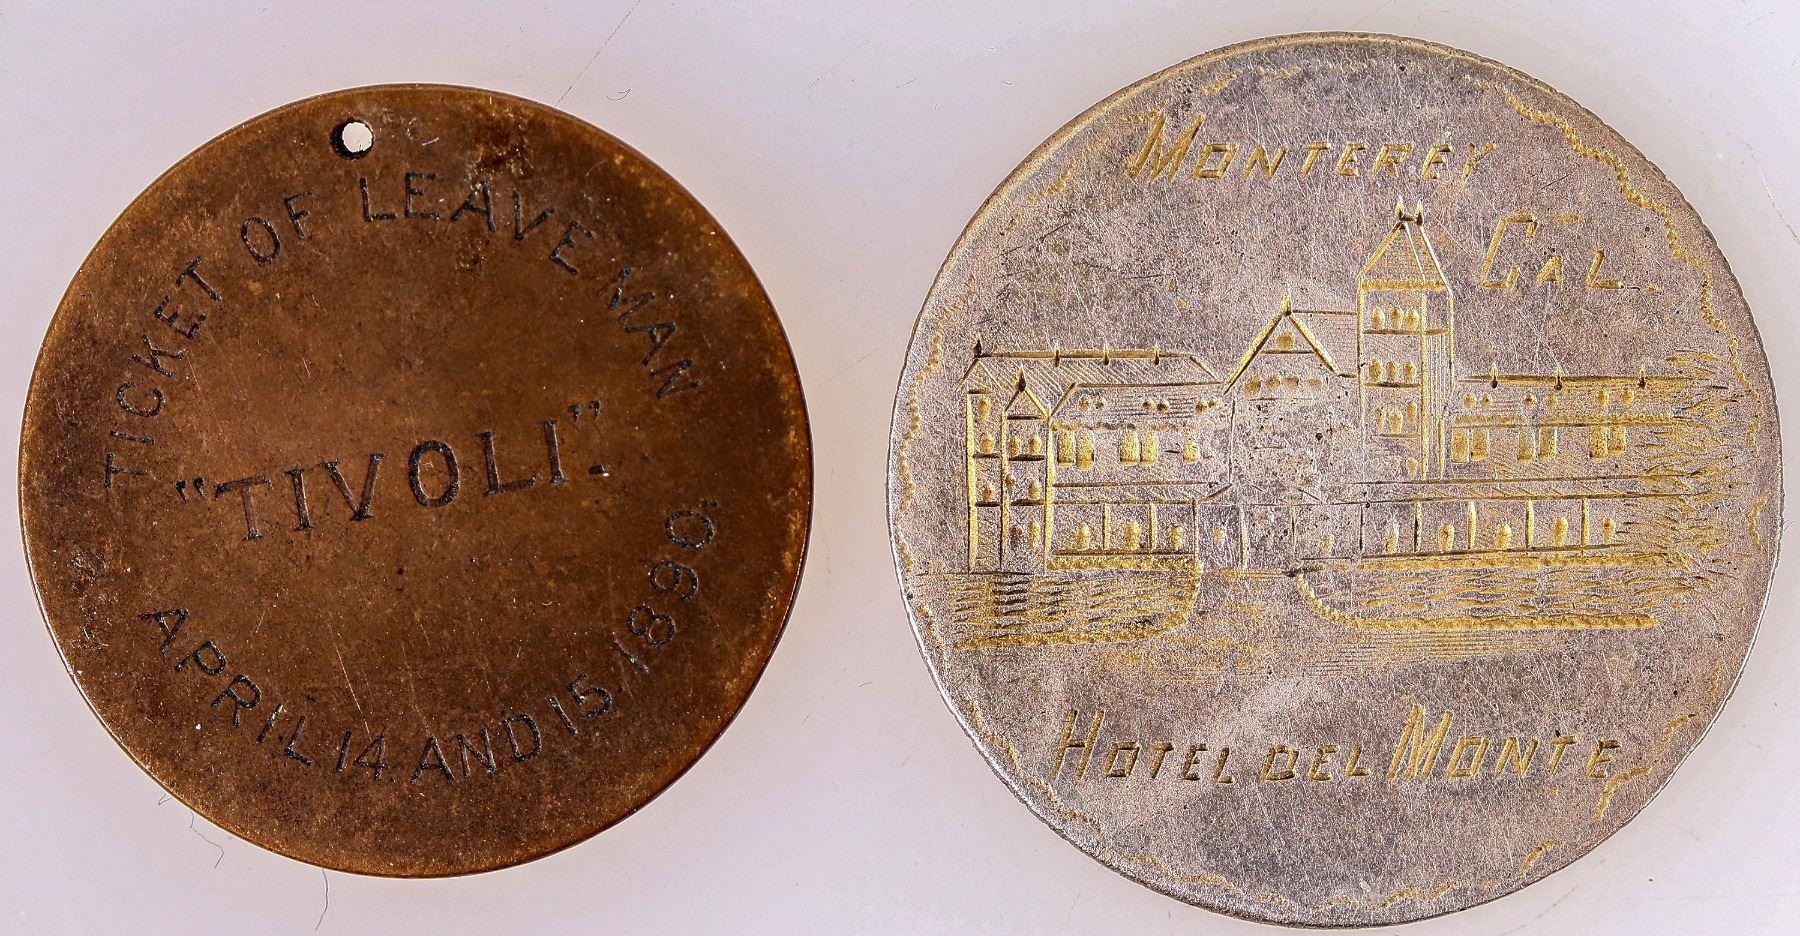 TICKET OF LEAVE MAN
"TIVOLI".
APRIL 14 AND 15. 1890.
MONTEREY
CAL.
HOTEL DEL MONTE